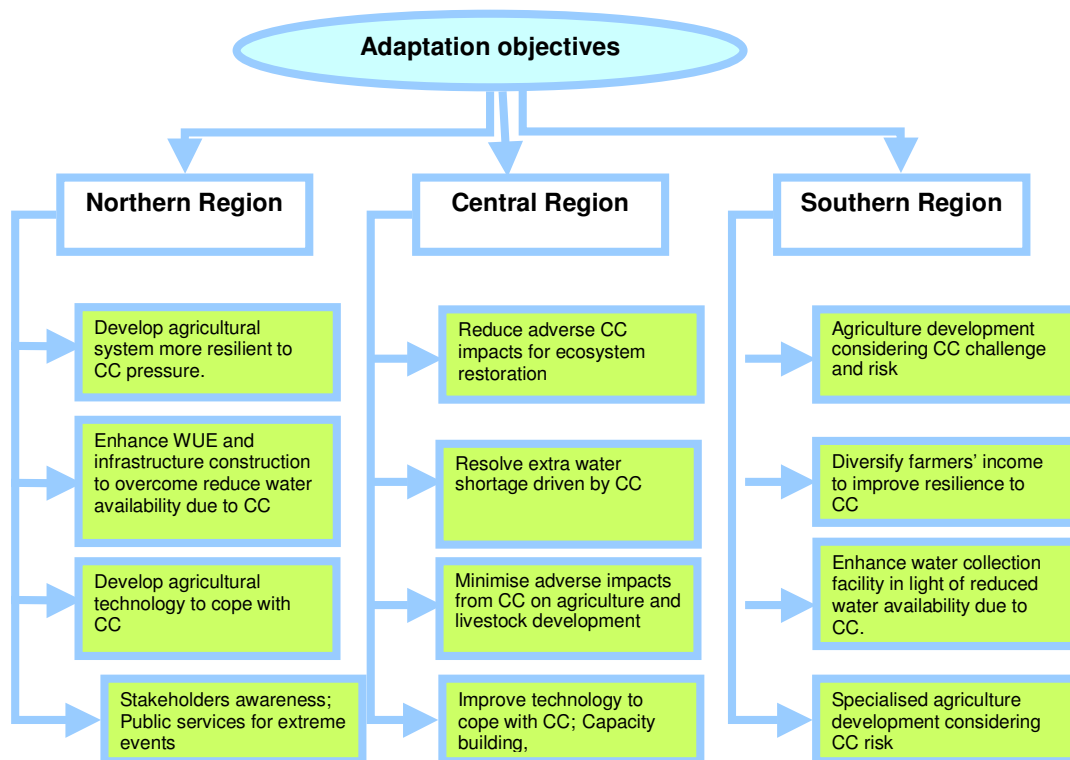 Adaptation objectives
Northern Region
Develop agricultural
system more resilient to
CC pressure.
Enhance WUE and
infrastructure construction
to overcome reduce water
availability due to CC
Develop agricultural
technology to cope with
CC
Stakeholders awareness;
Public services for extreme
events
Central Region
Reduce adverse CC
impacts for ecosystem
restoration
Resolve extra water
shortage driven by CC
Minimise adverse impacts
from CC on agriculture and
livestock development
Improve technology to
cope with CC; Capacity
building,
Southern Region
Agriculture development
considering CC challenge
and risk
Diversify farmers’ income
to improve resilience to
CC
Enhance water collection
facility in light of reduced
water availability due to
CC.
Specialised agriculture
development considering
CC risk